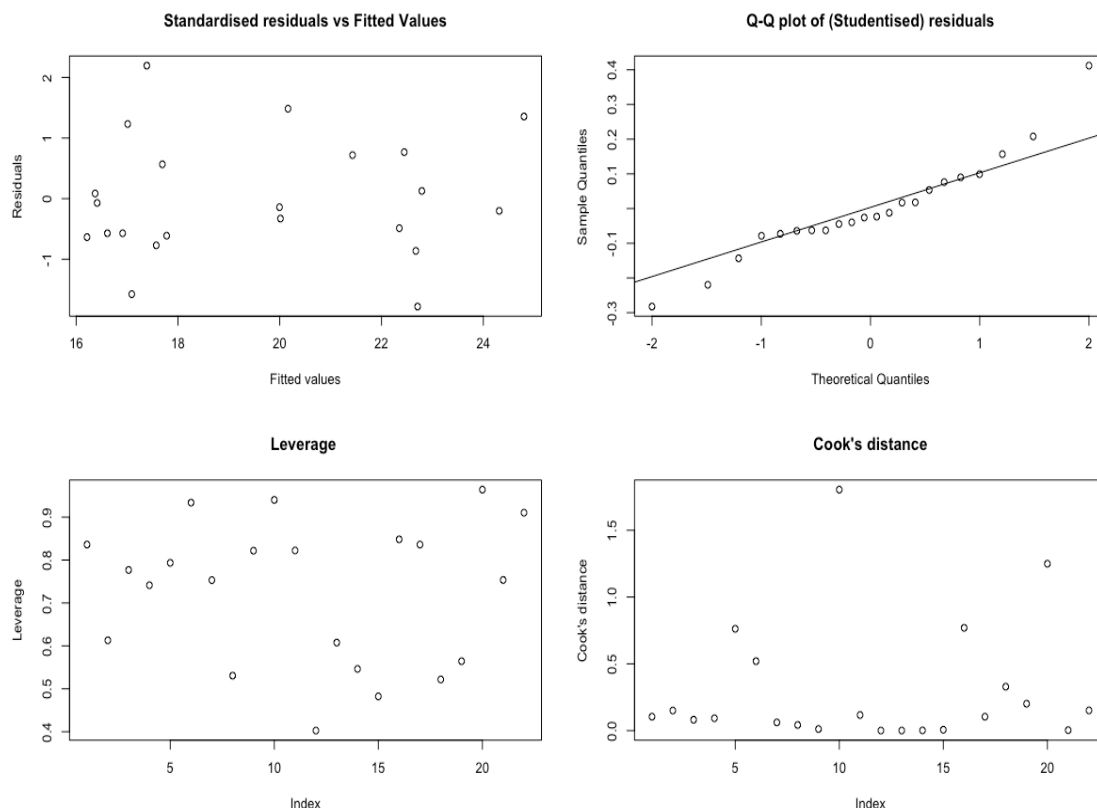 Standardised residuals vs Fitted Values
Residuals
2
1
0
-1
16 18 20 22 24
Fitted values
Q-Q plot of (Studentised) residuals
Sample Quantiles
0.4
0.2
0.1
-0.1
-0.3
-2 -1 0 1 2
Theoretical Quantiles
Leverage
Leverage
0.9
0.8
0.7
0.6
0.5
0.4
5 10 15 20
Index
Cook's distance
Cook's distance
1.5
1.0
0.5
0.0
5 10 15 20
Index